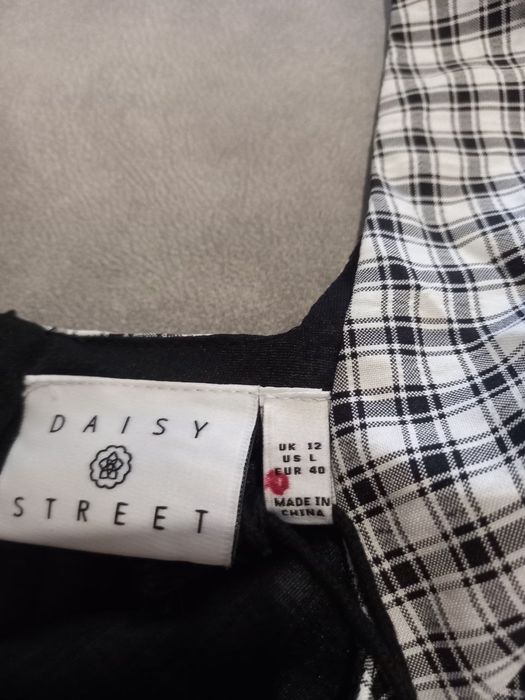 DAISY
STREET
UK 12
US L
EUR 40
MADE IN
CHINA